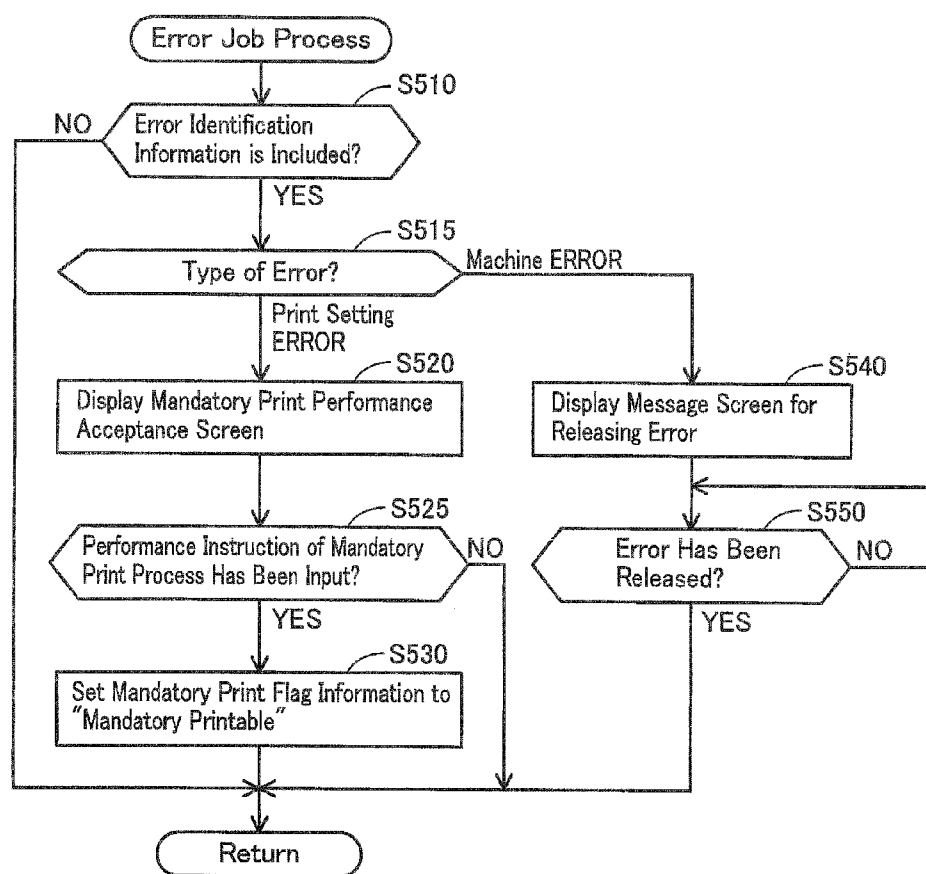 Error Job Process
S510
NO
Error Identification
Information is Included?
YES
S515
Type of Error?
Machine ERROR
Print Setting
ERROR
S520
Display Mandatory Print Performance
Acceptance Screen
S540
Display Message Screen for
Releasing Error
S525
Performance Instruction of Mandatory
Print Process Has Been Input?
NO
YES
S550
Error Has Been
Released?
NO
YES
S530
Set Mandatory Print Flag Information to
"Mandatory Printable"
Return